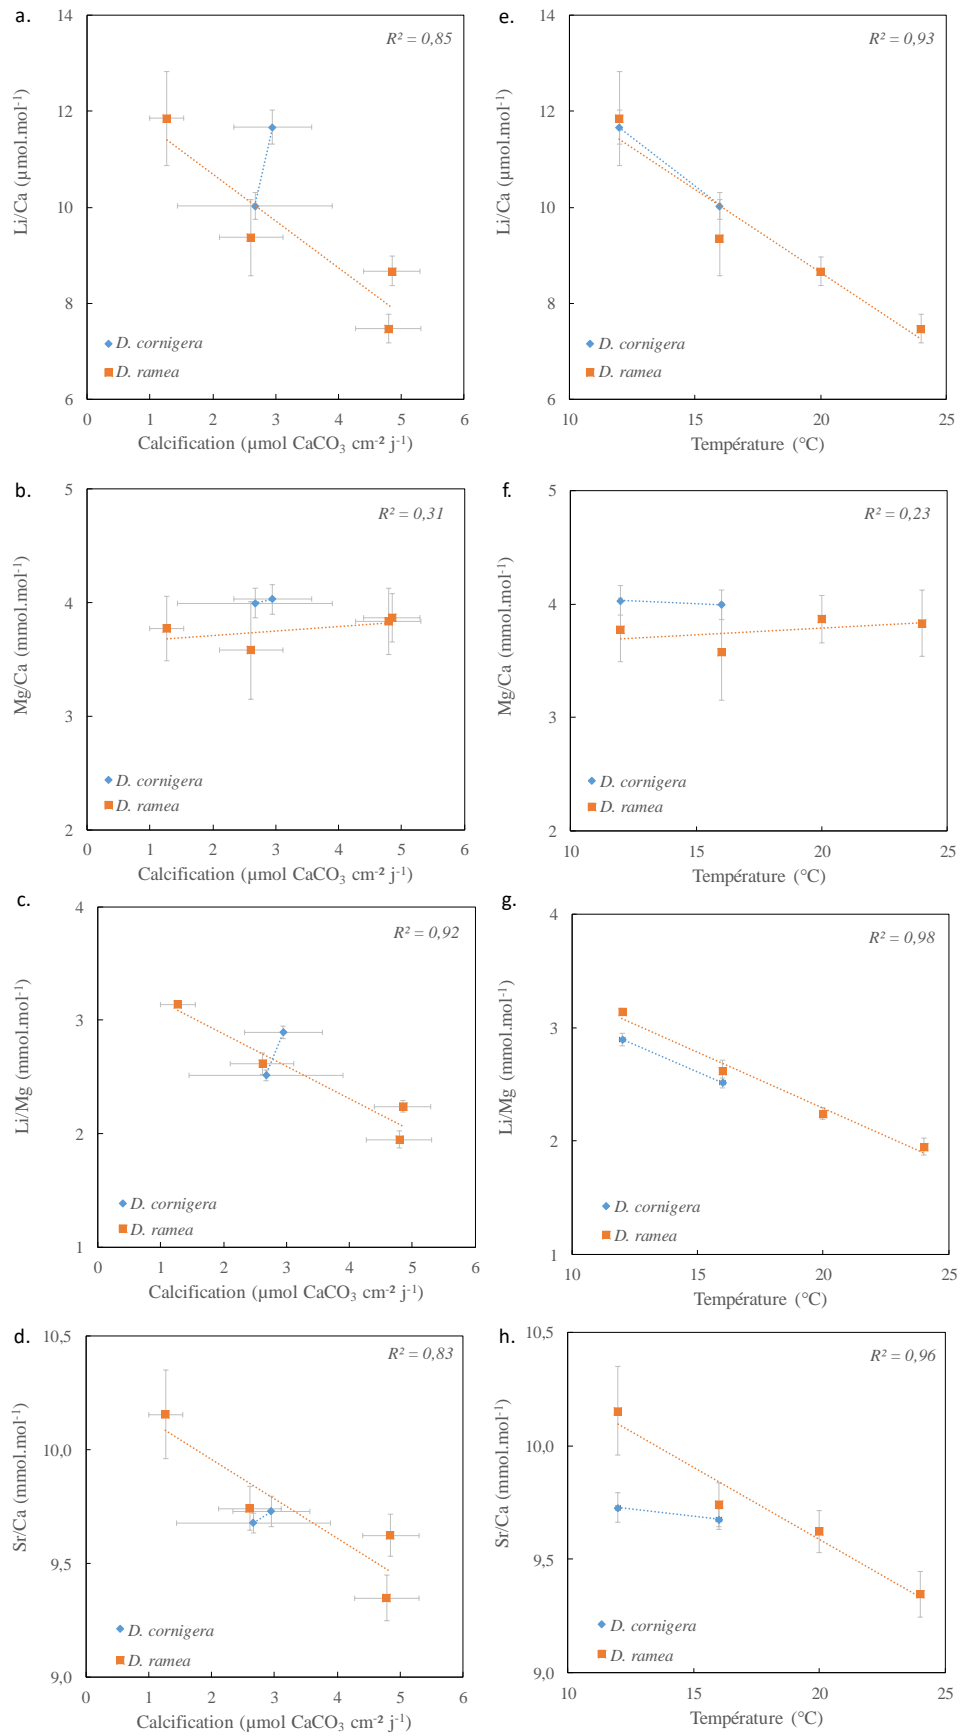 a.
14
12
10
8
6
Li/Ca (µmol.mol⁻¹)
R² = 0,85
D. cornigera
D. ramea
0 1 2 3 4 5 6
Calcification (µmol CaCO₃ cm⁻² j⁻¹)
e.
14
12
10
8
6
Li/Ca (µmol.mol⁻¹)
R² = 0,93
D. cornigera
D. ramea
10 15 20 25
Température (°C)
b.
5
4
3
2
Mg/Ca (mmol.mol⁻¹)
R² = 0,31
D. cornigera
D. ramea
0 1 2 3 4 5 6
Calcification (µmol CaCO₃ cm⁻² j⁻¹)
f.
5
4
3
2
Mg/Ca (mmol.mol⁻¹)
R² = 0,23
D. cornigera
D. ramea
10 15 20 25
Température (°C)
c.
4
3
2
1
Li/Mg (mmol.mol⁻¹)
R² = 0,92
D. cornigera
D. ramea
0 1 2 3 4 5 6
Calcification (µmol CaCO₃ cm⁻² j⁻¹)
g.
4
3
2
1
Li/Mg (mmol.mol⁻¹)
R² = 0,98
D. cornigera
D. ramea
10 15 20 25
Température (°C)
d.
10,5
10,0
9,5
9,0
Sr/Ca (mmol.mol⁻¹)
R² = 0,83
D. cornigera
D. ramea
0 1 2 3 4 5 6
Calcification (µmol CaCO₃ cm⁻² j⁻¹)
h.
10,5
10,0
9,5
9,0
Sr/Ca (mmol.mol⁻¹)
R² = 0,96
D. cornigera
D. ramea
10 15 20 25
Température (°C)